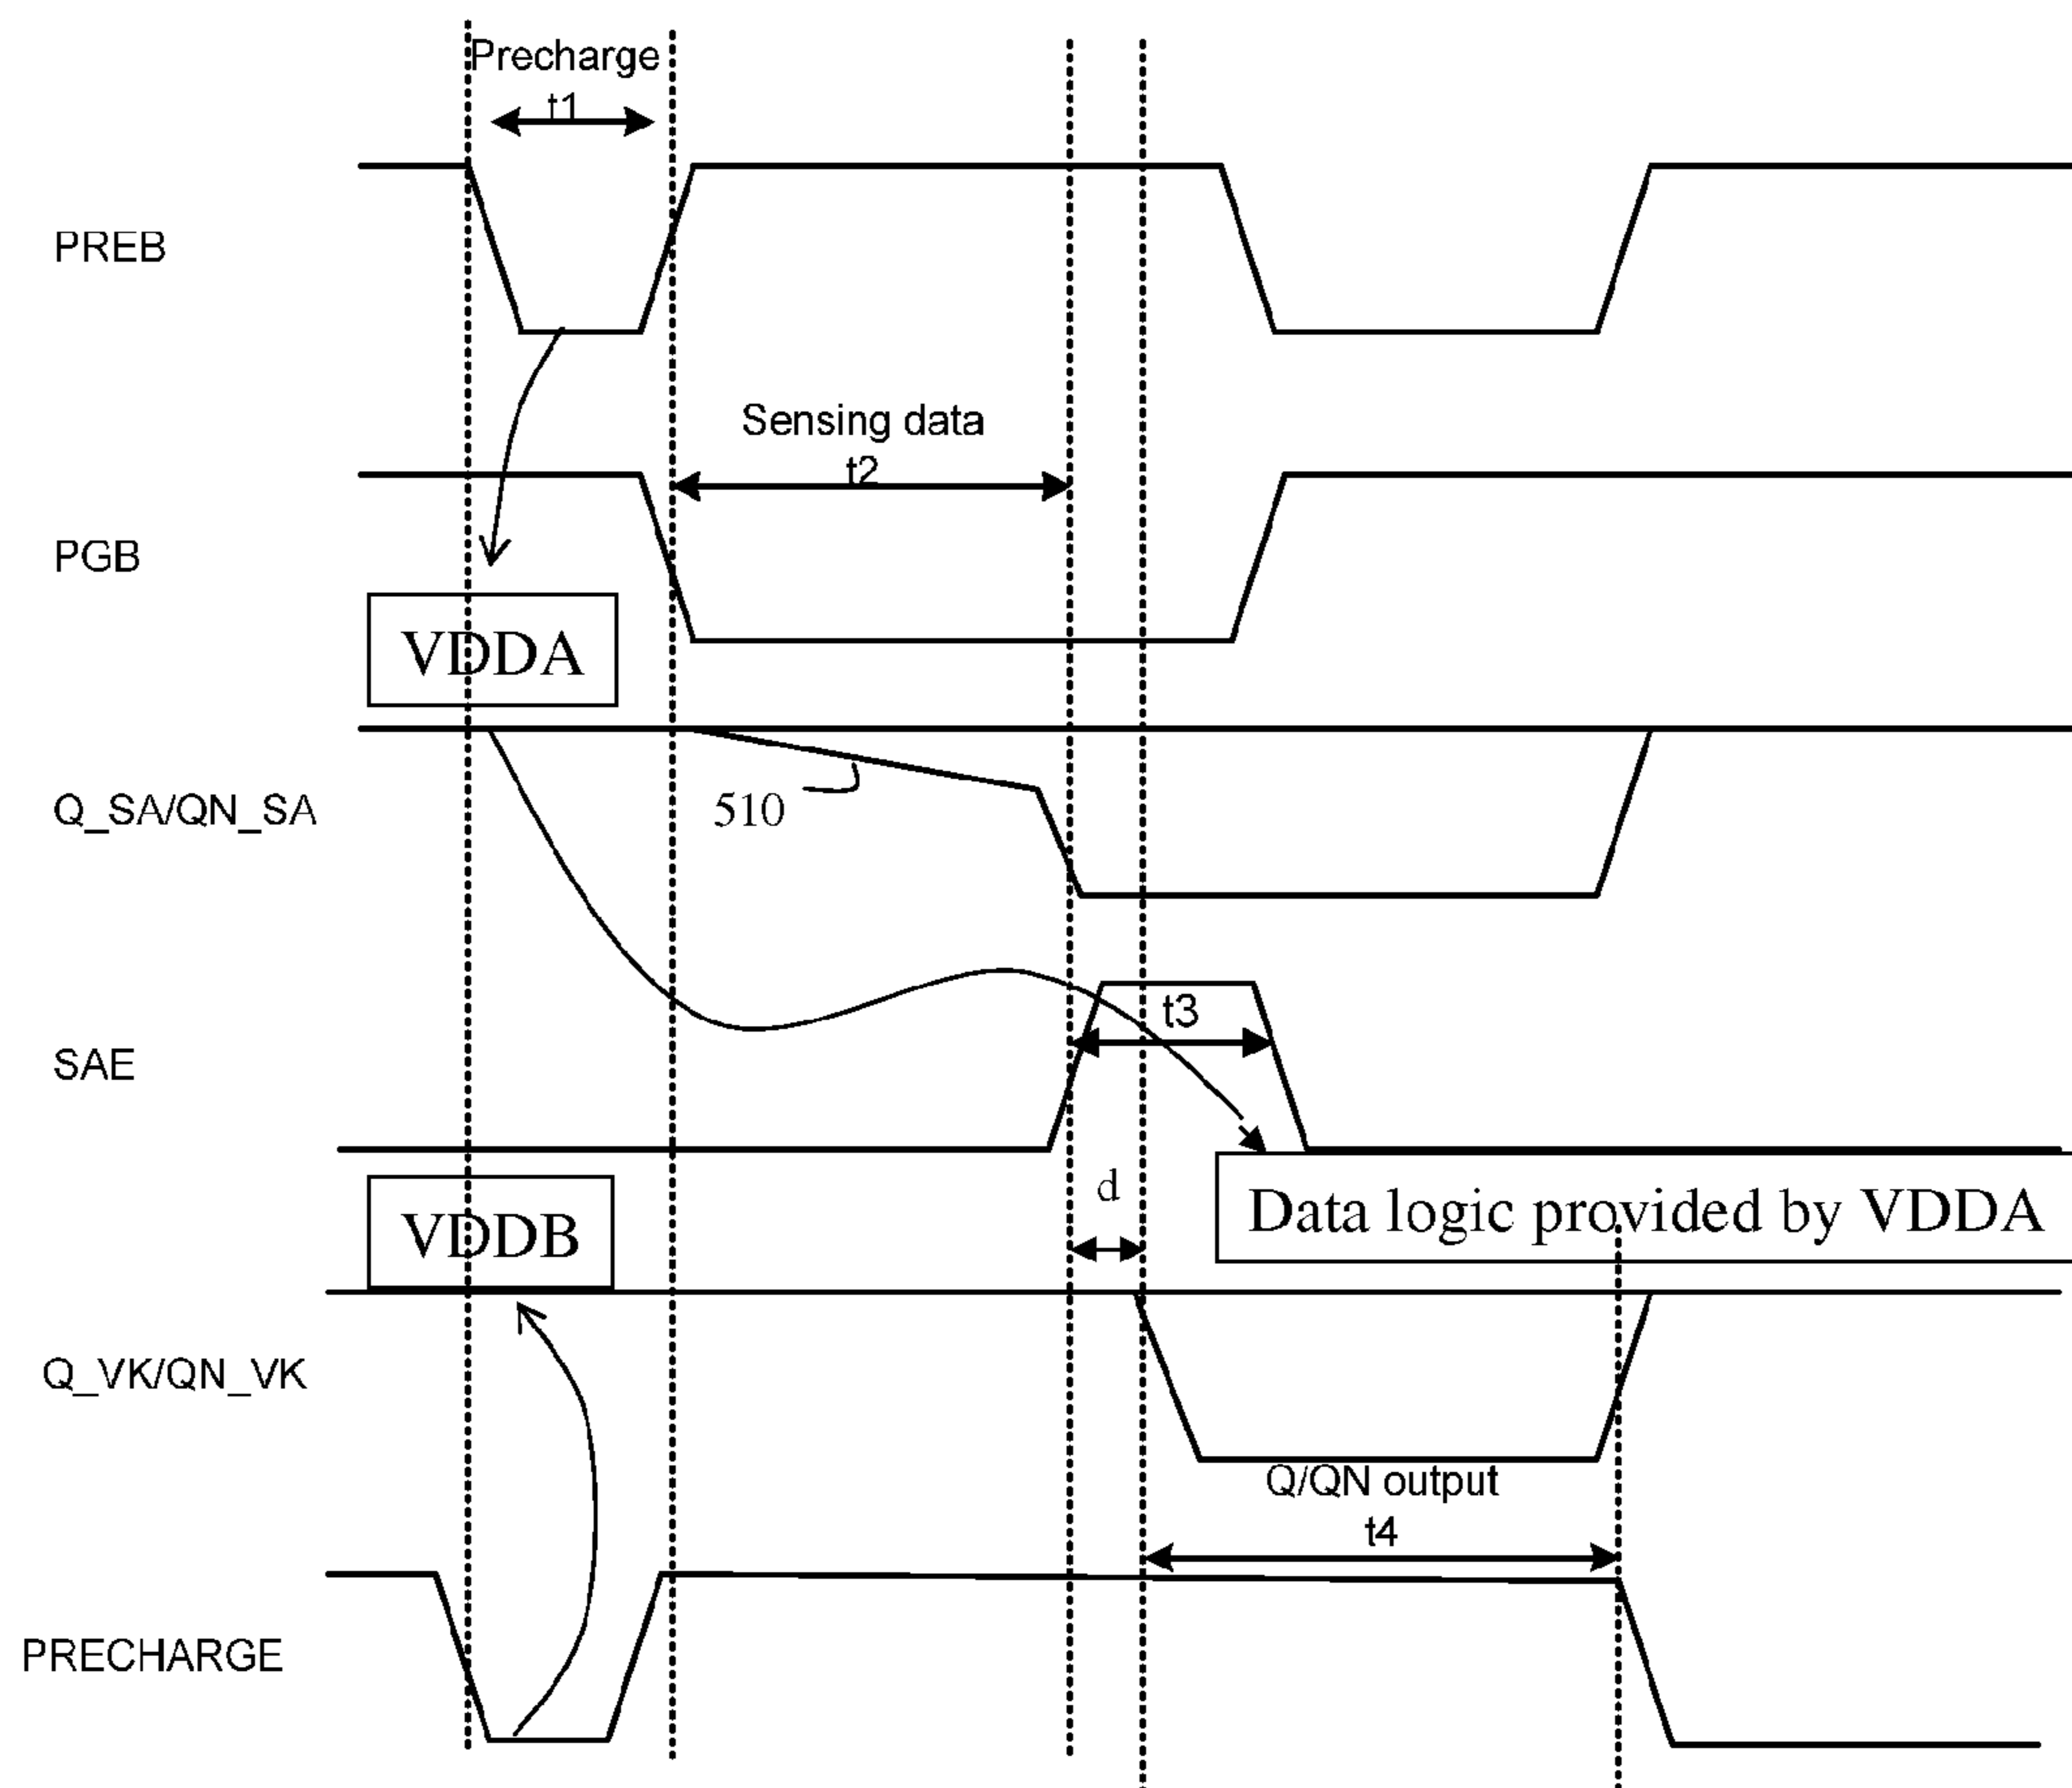 Precharge
t1
PREB
Sensing data
t2
PGB
VDDA
Q_SA/QN_SA
510
t3
SAE
d
VDDB
Data logic provided by VDDA
Q_VK/QN_VK
Q/QN output
t4
PRECHARGE